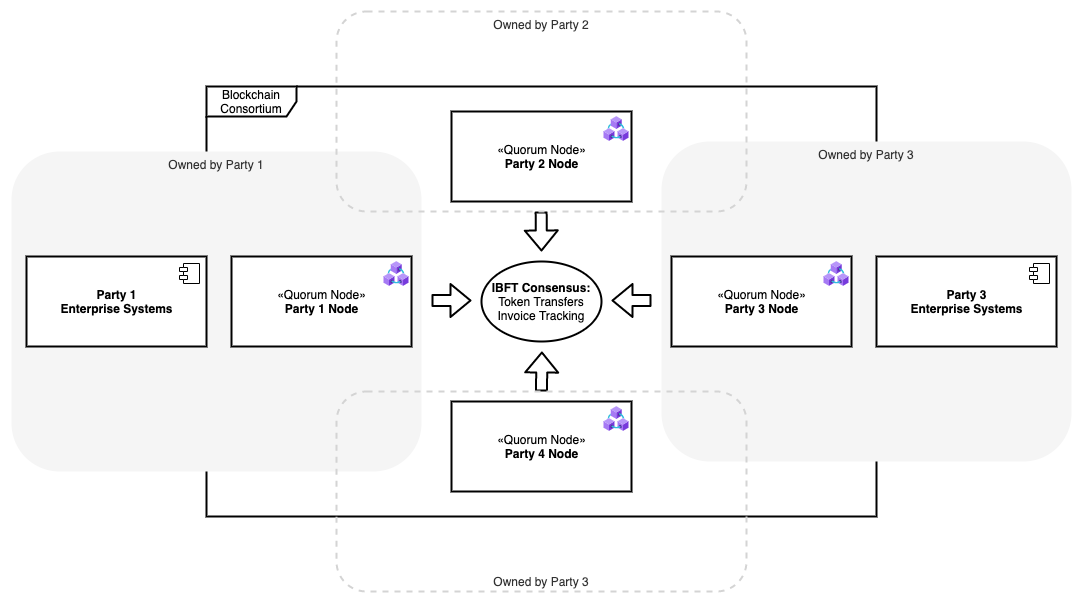 Owned by Party 2
Blockchain
Consortium
«Quorum Node»
Party 2 Node
Owned by Party 1
Owned by Party 3
Party 1
Enterprise Systems
«Quorum Node»
Party 1 Node
IBFT Consensus:
Token Transfers
Invoice Tracking
«Quorum Node»
Party 3 Node
Party 3
Enterprise Systems
«Quorum Node»
Party 4 Node
Owned by Party 3